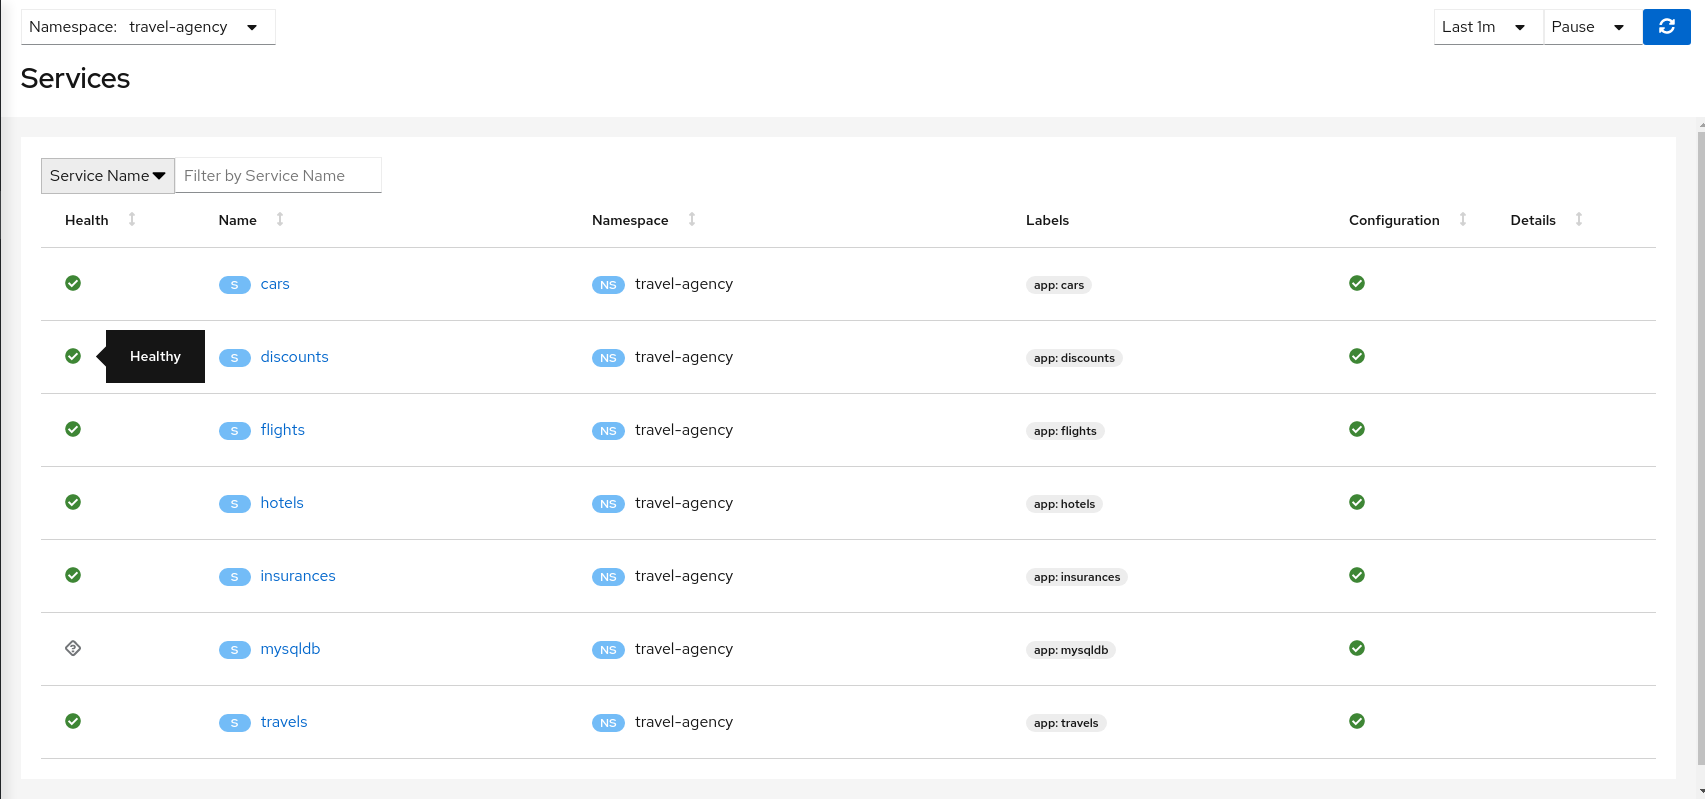 Namespace: travel-agency Last 1m Pause
Services
Service Name Filter by Service Name
Health Name Namespace Labels Configuration Details
S cars NS travel-agency app: cars
Healthy S discounts NS travel-agency app: discounts
S flights NS travel-agency app: flights
S hotels NS travel-agency app: hotels
S insurances NS travel-agency app: insurances
? S mysqldb NS travel-agency app: mysqldb
S travels NS travel-agency app: travels